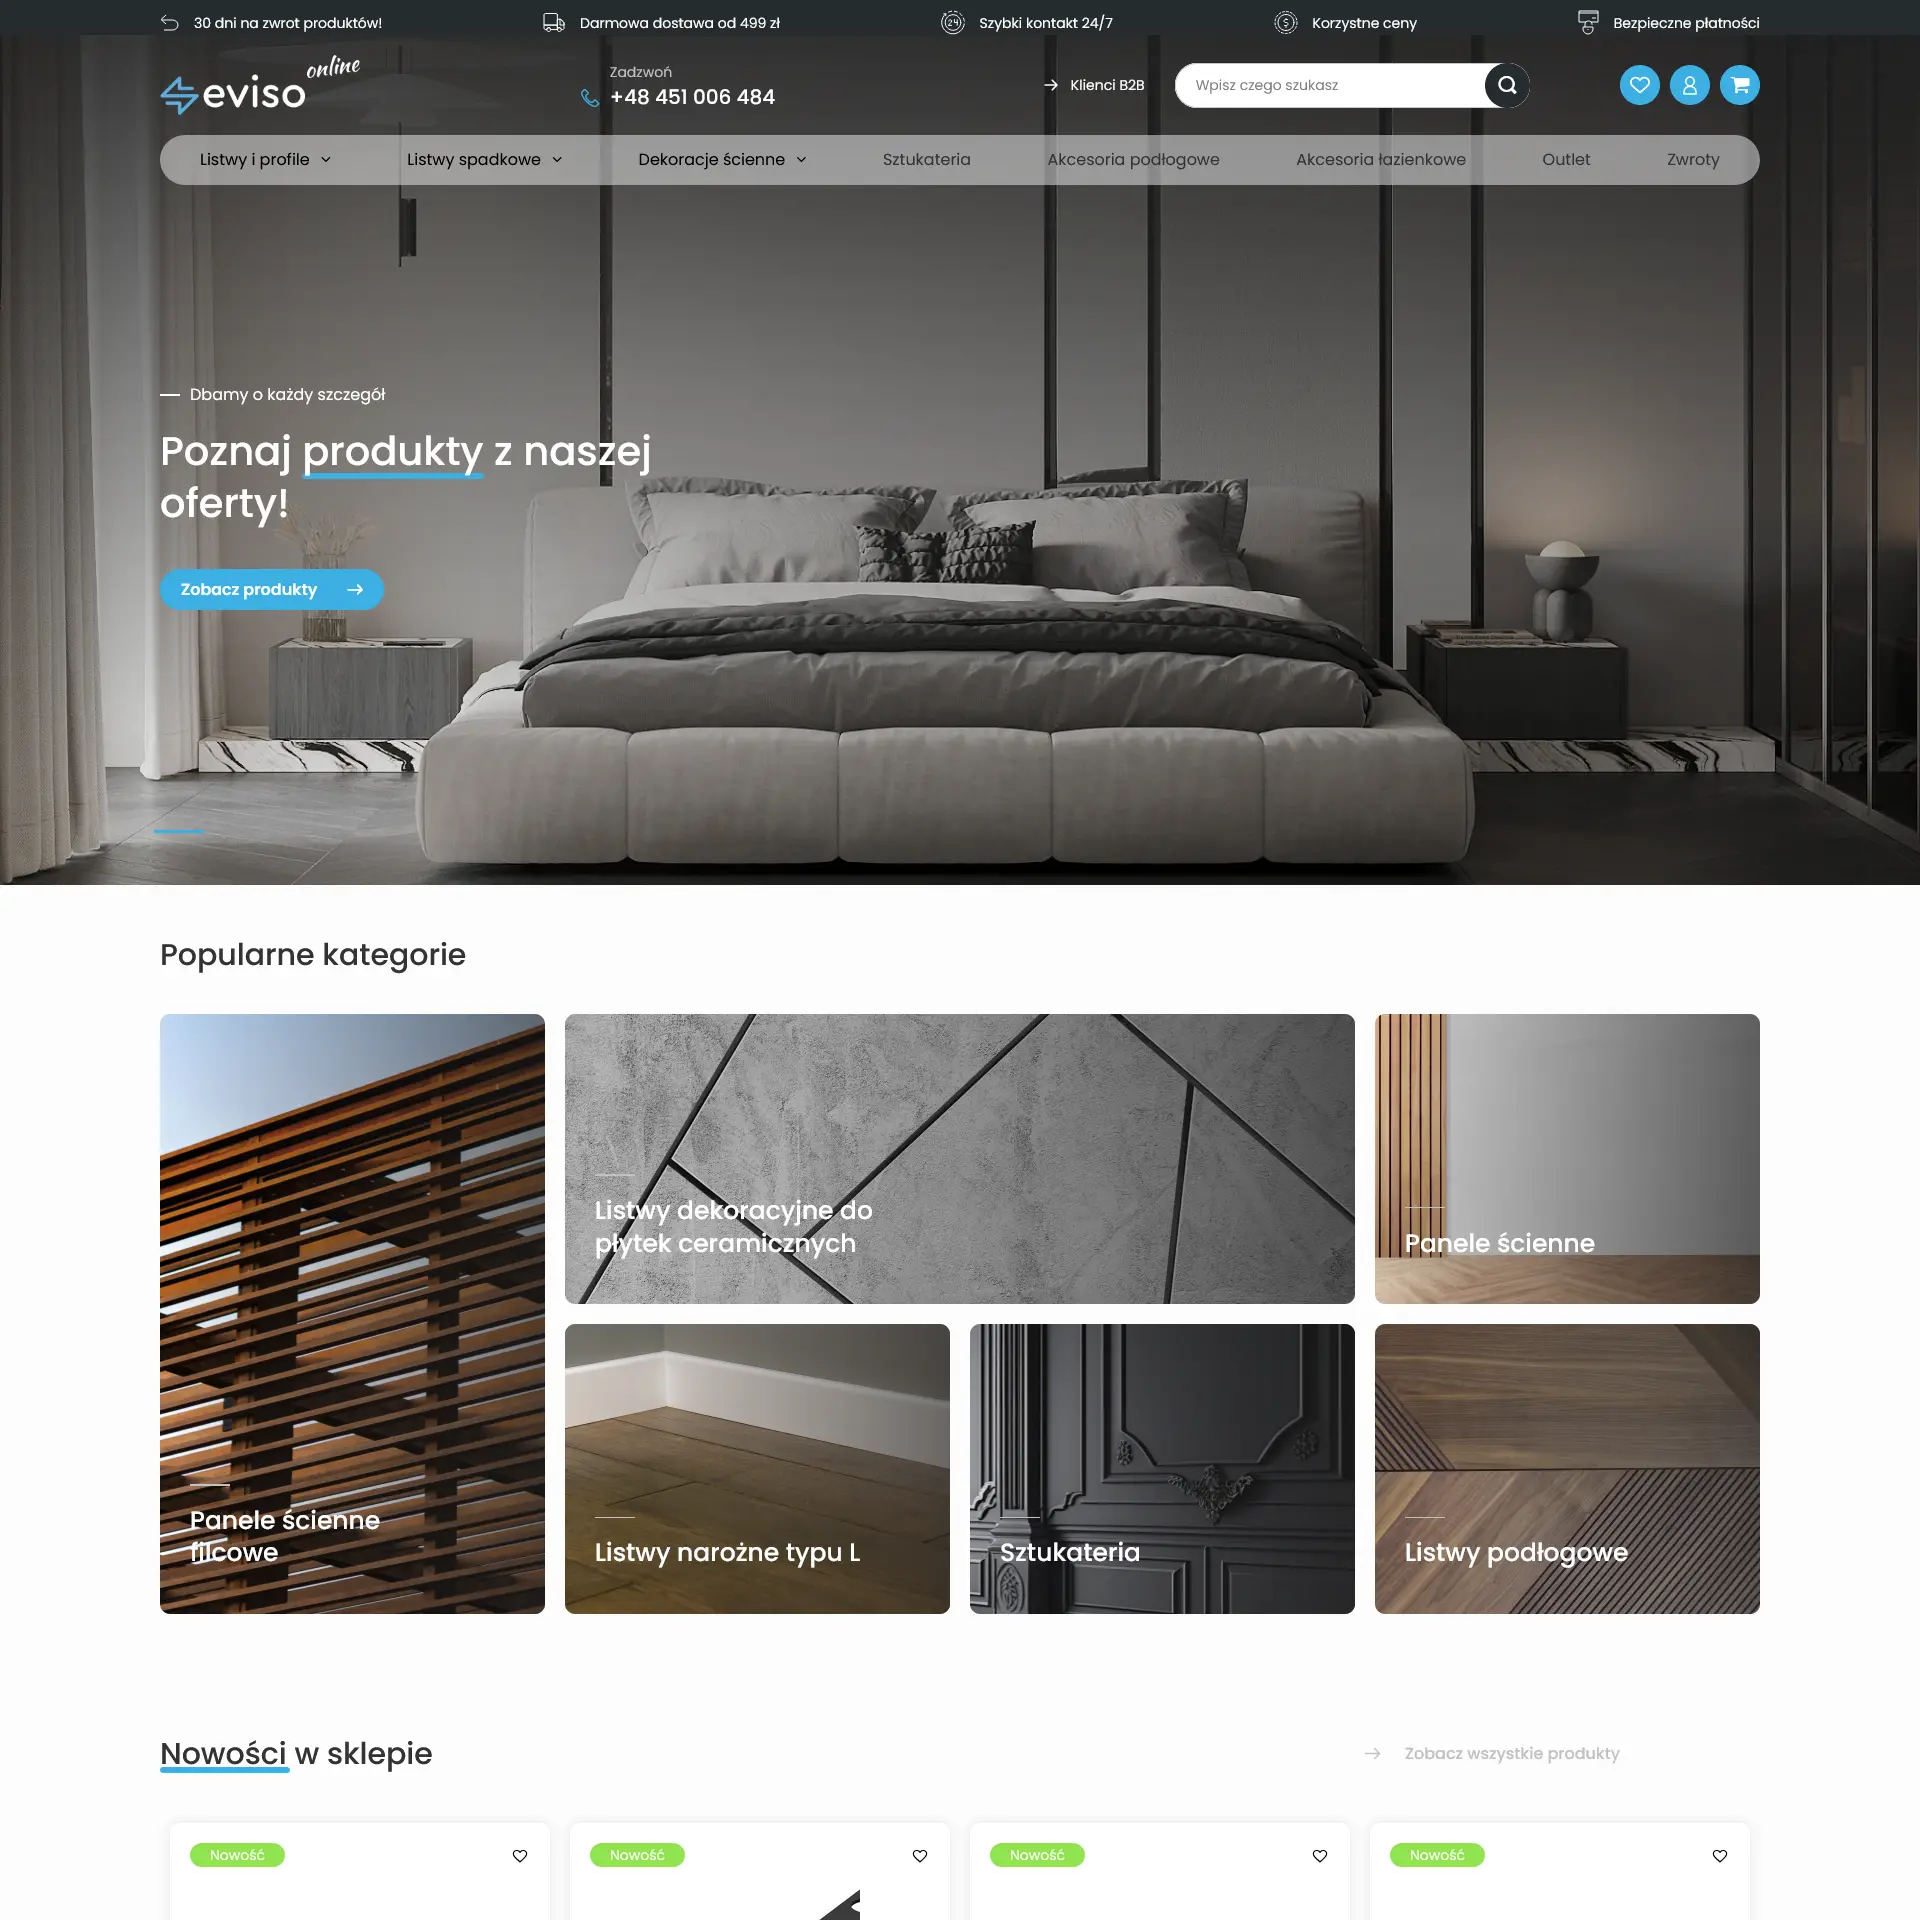 30 dni na zwrot produktów!
Darmowa dostawa od 499 zł
24
Szybki kontakt 24/7
$
Korzystne ceny
Bezpieczne płatności
eviso online
Zadzwoń
+48 451 006 484
Klienci B2B
Wpisz czego szukasz
Listwy i profile
Listwy spadkowe
Dekoracje ścienne
Sztukateria
Akcesoria podłogowe
Akcesoria łazienkowe
Outlet
Zwroty
Dbamy o każdy szczegół
Poznaj produkty z naszej
oferty!
Zobacz produkty
Popularne kategorie
Panele ścienne
filcowe
Listwy dekoracyjne do
płytek ceramicznych
Panele ścienne
Listwy narożne typu L
Sztukateria
Listwy podłogowe
Nowości w sklepie
Zobacz wszystkie produkty
Nowość
Nowość
Nowość
Nowość